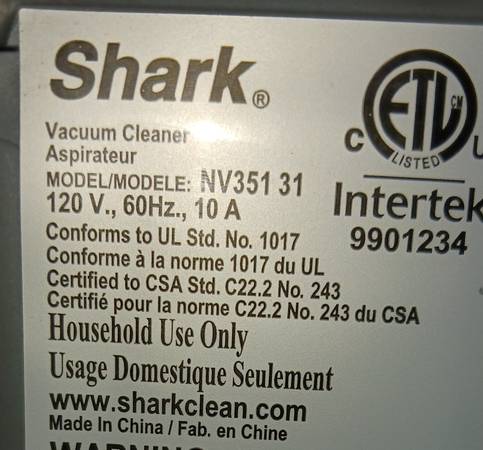 Shark®
Vacuum Cleaner
Aspirateur
MODEL/MODELE: NV351 31
120 V., 60Hz., 10 A
Conforms to UL Std. No. 1017
Conforme à la norme 1017 du UL
Certified to CSA Std. C22.2 No. 243
Certifié pour la norme C22.2 No. 243 du CSA
Household Use Only
Usage Domestique Seulement
www.sharkclean.com
Made In China / Fab. en Chine
WARNING
C ETL CM U
LISTED
Intertek
9901234